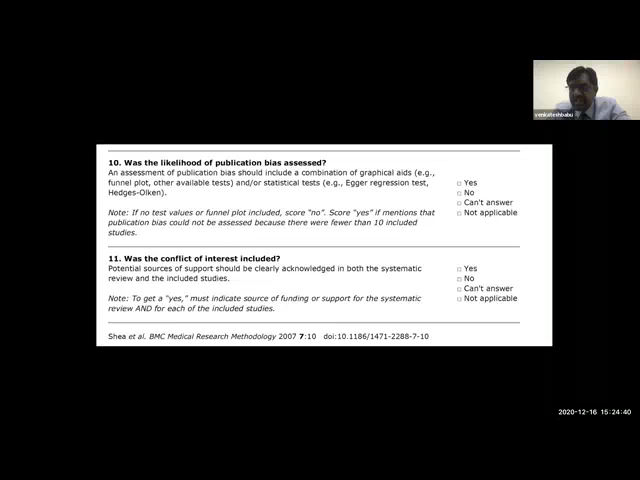 venkateshbabu
10. Was the likelihood of publication bias assessed?
An assessment of publication bias should include a combination of graphical aids (e.g.,
funnel plot, other available tests) and/or statistical tests (e.g., Egger regression test,
Hedges-Olken).
□ Yes
□ No
□ Can't answer
□ Not applicable
Note: If no test values or funnel plot included, score "no". Score "yes" if mentions that
publication bias could not be assessed because there were fewer than 10 included
studies.
11. Was the conflict of interest included?
Potential sources of support should be clearly acknowledged in both the systematic
review and the included studies.
□ Yes
□ No
□ Can't answer
□ Not applicable
Note: To get a "yes," must indicate source of funding or support for the systematic
review AND for each of the included studies.
Shea et al. BMC Medical Research Methodology 2007 7:10 doi:10.1186/1471-2288-7-10
2020-12-16 15:24:40